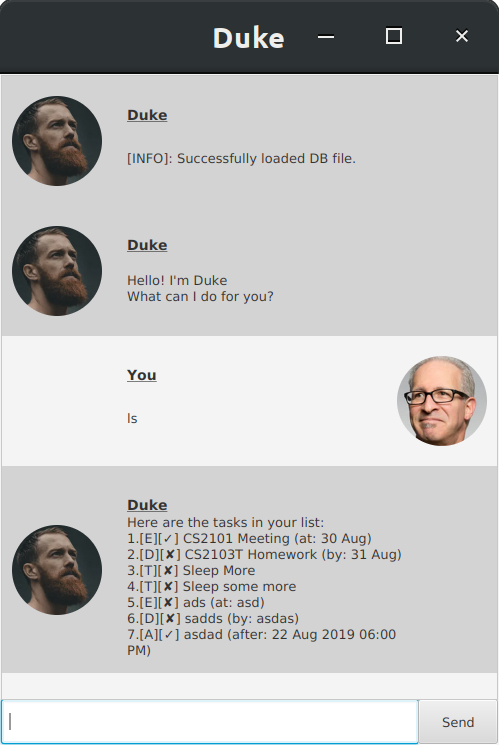 Duke
Duke
[INFO]: Successfully loaded DB file.
Duke
Hello! I'm Duke
What can I do for you?
You
ls
Duke
Here are the tasks in your list:
1.[E][✓] CS2101 Meeting (at: 30 Aug)
2.[D][✘] CS2103T Homework (by: 31 Aug)
3.[T][✘] Sleep More
4.[T][✘] Sleep some more
5.[E][✘] ads (at: asd)
6.[D][✘] sadds (by: asdas)
7.[A][✓] asdad (after: 22 Aug 2019 06:00
PM)
Send